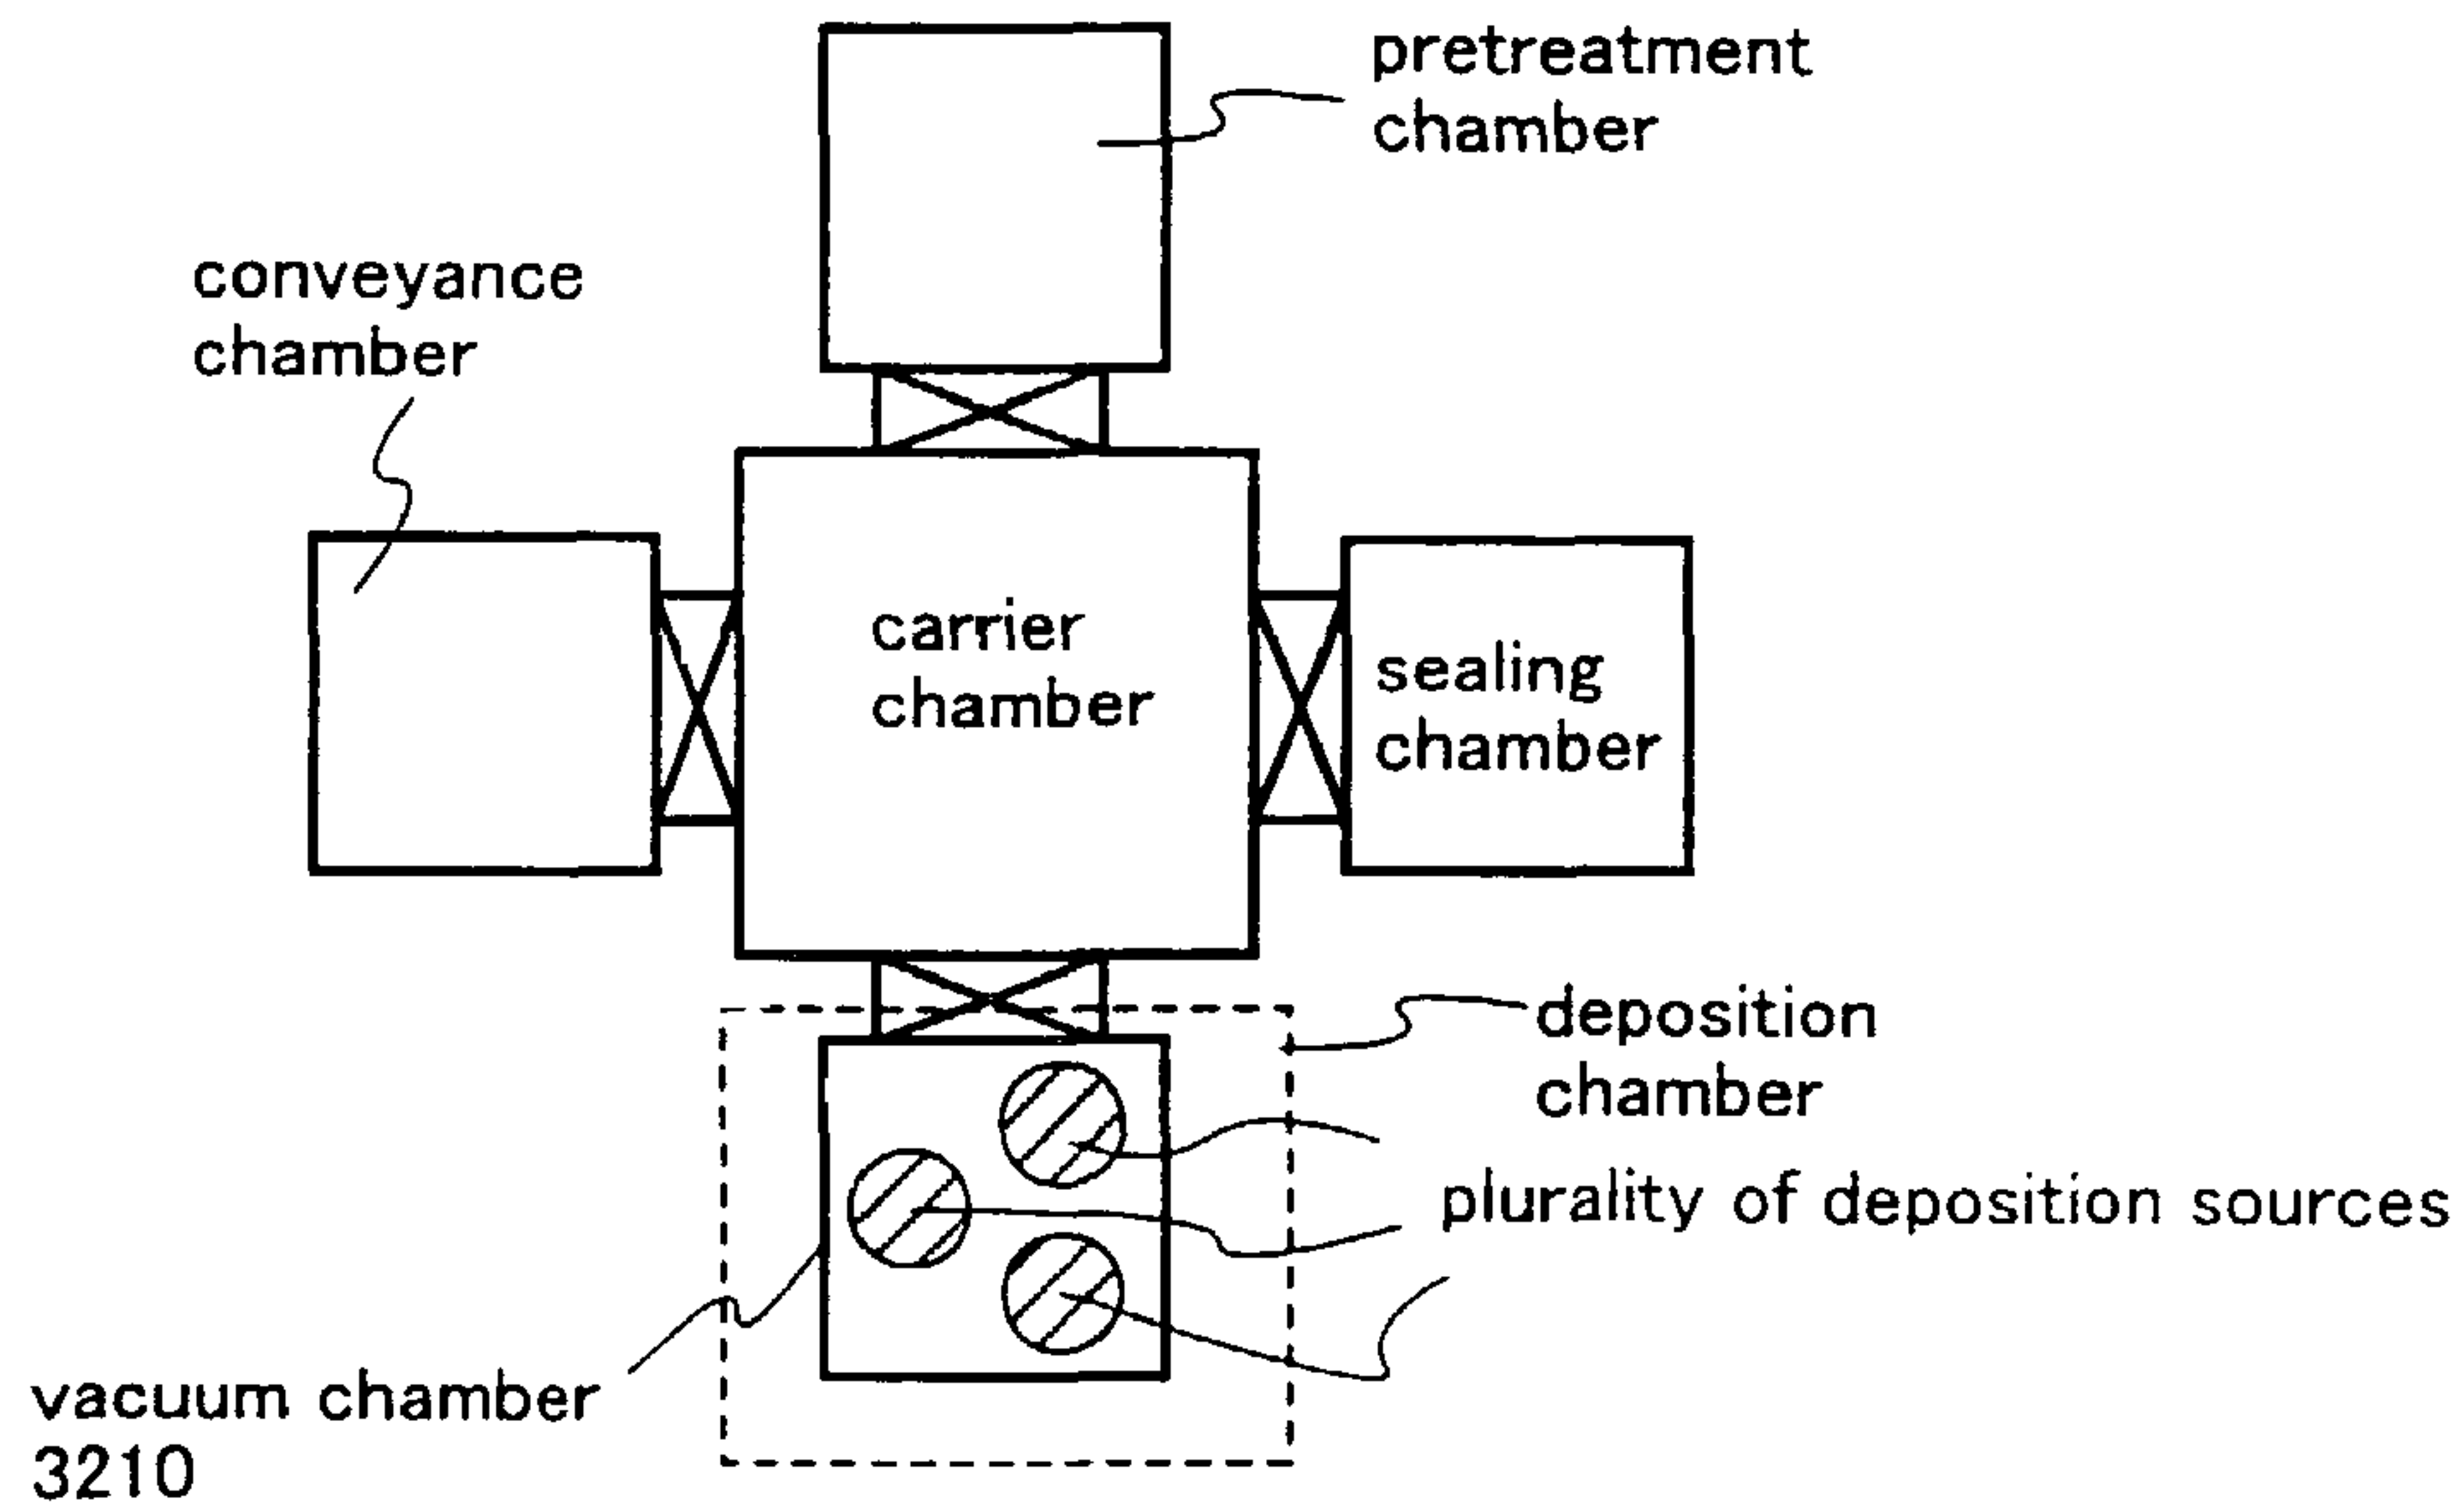 pretreatment
chamber
conveyance
chamber
carrier
chamber
sealing
chamber
deposition
chamber
plurality of deposition sources
vacuum chamber
3210